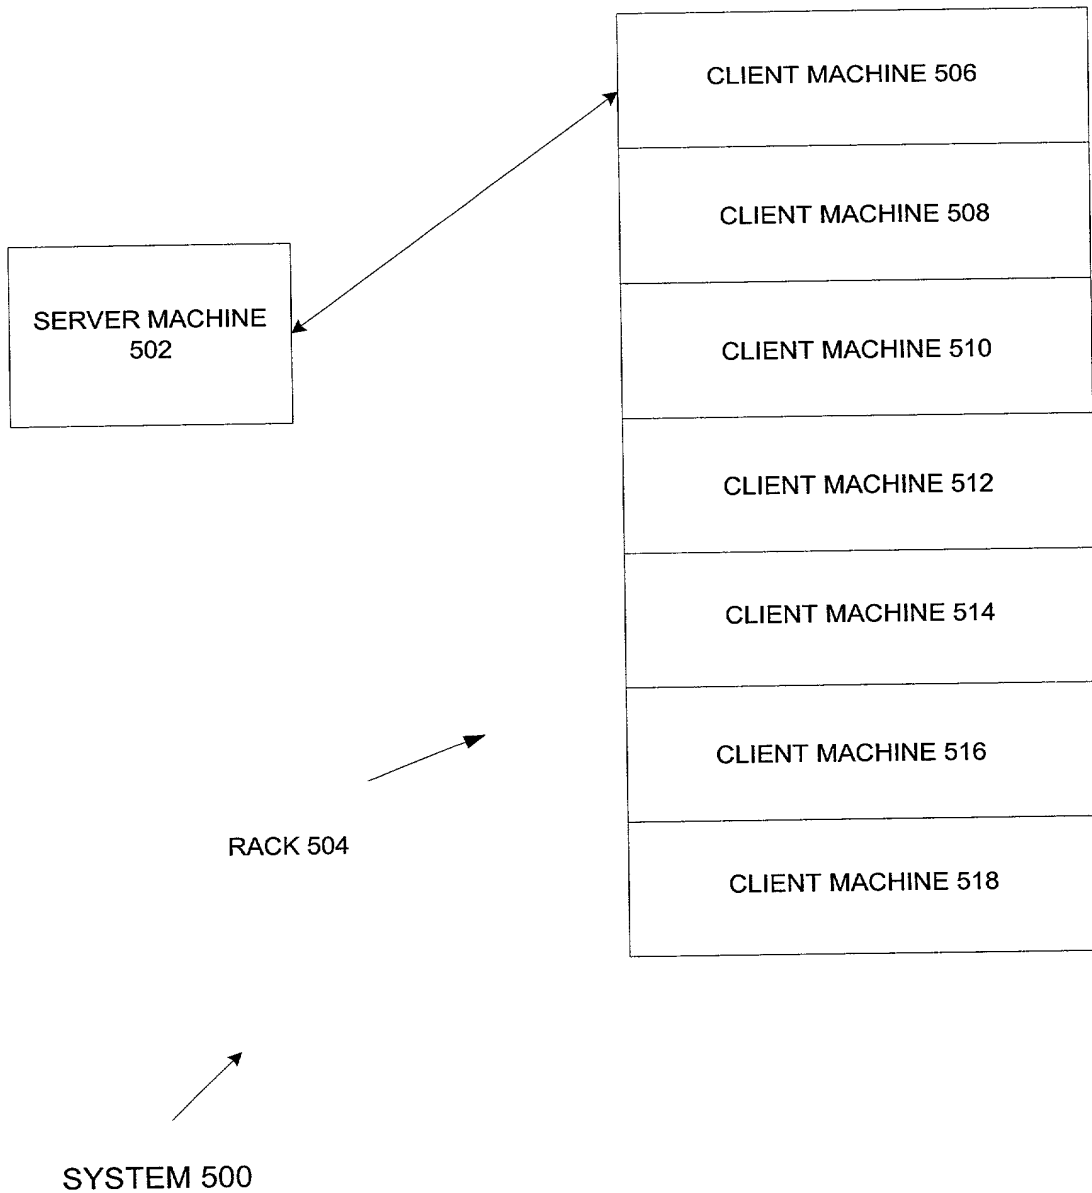 CLIENT MACHINE 506
CLIENT MACHINE 508
SERVER MACHINE
502
CLIENT MACHINE 510
CLIENT MACHINE 512
CLIENT MACHINE 514
CLIENT MACHINE 516
RACK 504
CLIENT MACHINE 518
SYSTEM 500